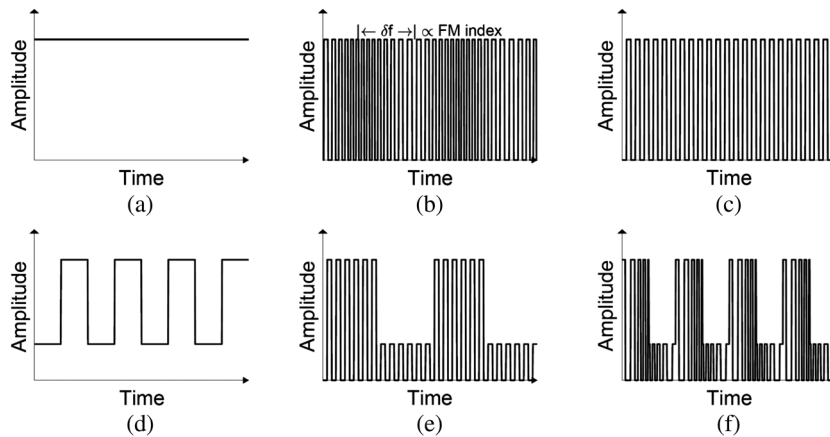 Amplitude
Time
(a)
|← δf →| ∝ FM index
Amplitude
Time
(b)
Amplitude
Time
(c)
Amplitude
Time
(d)
Amplitude
Time
(e)
Amplitude
Time
(f)